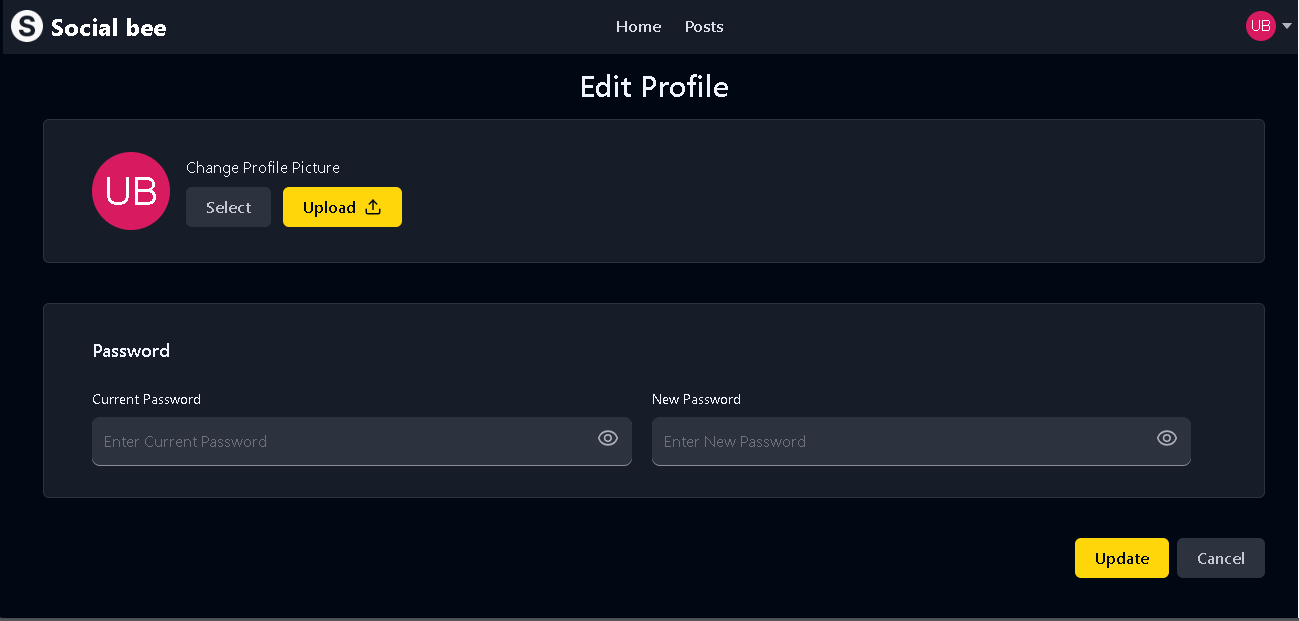 S Social bee
Home Posts
UB
Edit Profile
UB
Change Profile Picture
Select Upload
Password
Current Password New Password
Enter Current Password Enter New Password
Update Cancel